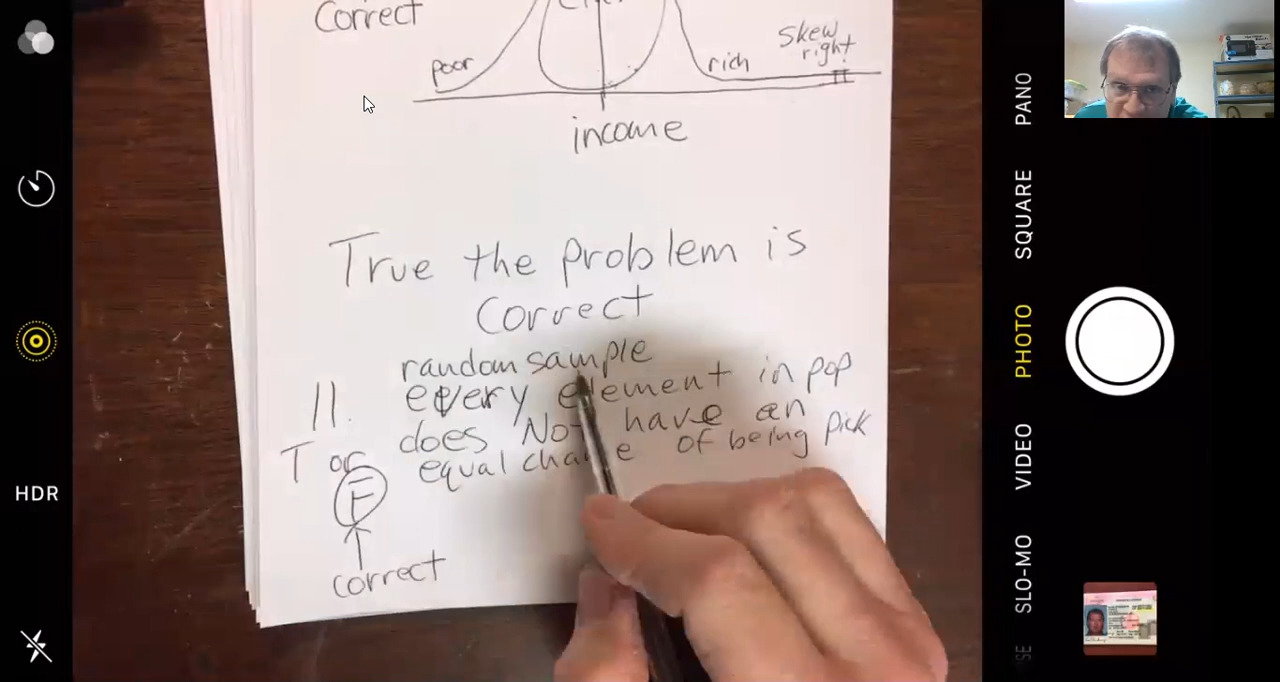 Correct
poor
rich
Skew
right
income
True the problem is
Correct
random sample
11. every element in pop
does Not have an
T or F equal chance of being pick
correct
HDR
PANO
SQUARE
PHOTO
VIDEO
SLO-MO